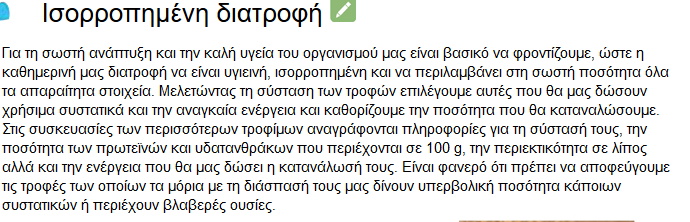 Ισορροπημένη διατροφή
Για τη σωστή ανάπτυξη και την καλή υγεία του οργανισμού μας είναι βασικό να φροντίζουμε, ώστε η
καθημερινή μας διατροφή να είναι υγιεινή, ισορροπημένη και να περιλαμβάνει στη σωστή ποσότητα όλα
τα απαραίτητα στοιχεία. Μελετώντας τη σύσταση των τροφών επιλέγουμε αυτές που θα μας δώσουν
χρήσιμα συστατικά και την αναγκαία ενέργεια και καθορίζουμε την ποσότητα που θα καταναλώσουμε.
Στις συσκευασίες των περισσότερων τροφίμων αναγράφονται πληροφορίες για τη σύστασή τους, την
ποσότητα των πρωτεϊνών και υδατανθράκων που περιέχονται σε 100 g, την περιεκτικότητα σε λίπος
αλλά και την ενέργεια που θα μας δώσει η κατανάλωσή τους. Είναι φανερό ότι πρέπει να αποφεύγουμε
τις τροφές των οποίων τα μόρια με τη διάσπασή τους μας δίνουν υπερβολική ποσότητα κάποιων
συστατικών ή περιέχουν βλαβερές ουσίες.